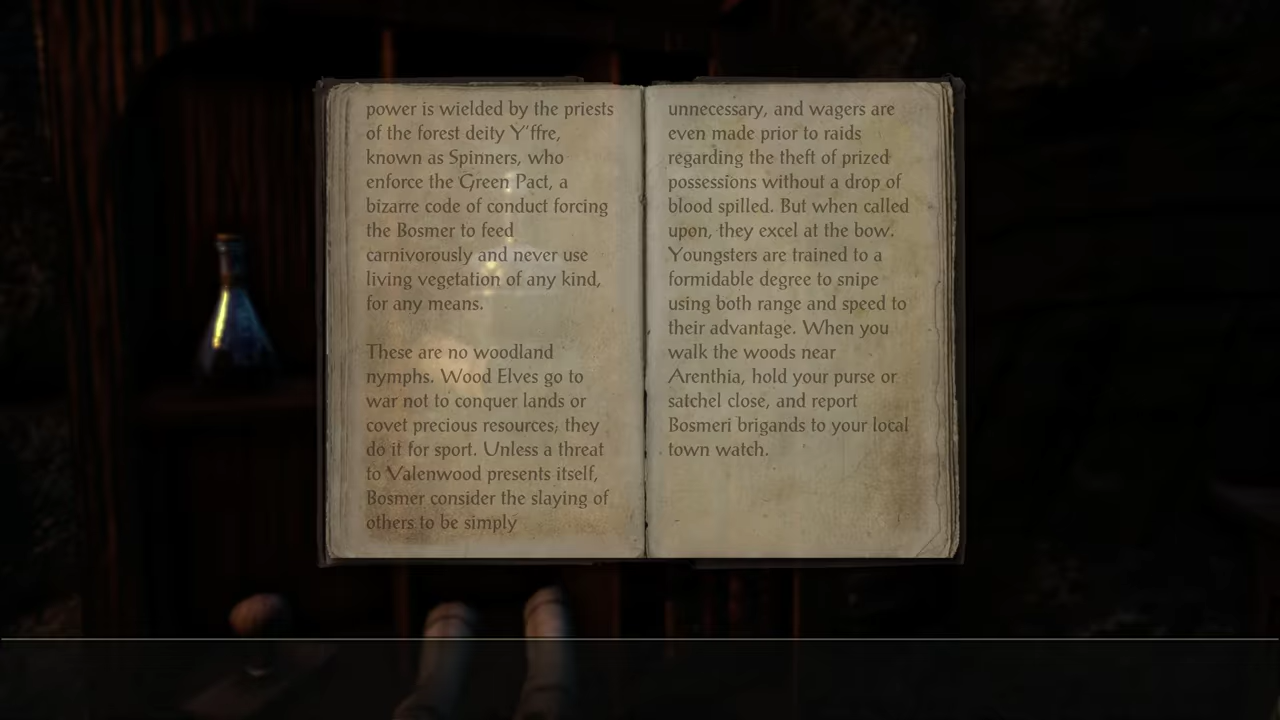 power is wielded by the priests
of the forest deity Y'ffre,
known as Spinners, who
enforce the Green Pact, a
bizarre code of conduct forcing
the Bosmer to feed
carnivorously and never use
living vegetation of any kind,
for any means.
These are no woodland
nymphs. Wood Elves go to
war not to conquer lands or
covet precious resources; they
do it for sport. Unless a threat
to Valenwood presents itself,
Bosmer consider the slaying of
others to be simply
unnecessary, and wagers are
even made prior to raids
regarding the theft of prized
possessions without a drop of
blood spilled. But when called
upon, they excel at the bow.
Youngsters are trained to a
formidable degree to snipe
using both range and speed to
their advantage. When you
walk the woods near
Arenthia, hold your purse or
satchel close, and report
Bosmeri brigands to your local
town watch.